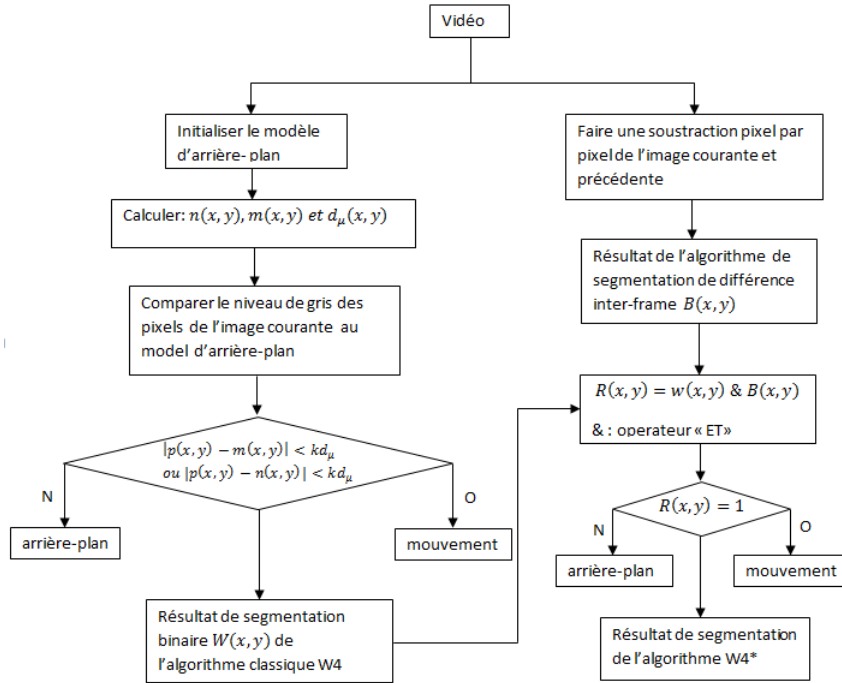 Vidéo
Initialiser le modèle
d'arrière- plan
Calculer: n(x, y), m(x, y) et dμ(x, y)
Comparer le niveau de gris des
pixels de l'image courante au
model d'arrière-plan
|p(x, y) − m(x, y)| < kdμ
ou |p(x, y) − n(x, y)| < kdμ
N
O
arrière-plan
mouvement
Résultat de segmentation
binaire W(x, y) de
l'algorithme classique W4
Faire une soustraction pixel par
pixel de l'image courante et
précédente
Résultat de l'algorithme de
segmentation de différence
inter-frame B(x, y)
R(x, y) = w(x, y) & B(x, y)
& : operateur « ET»
R(x, y) = 1
N
O
arrière-plan
mouvement
Résultat de segmentation
de l'algorithme W4*